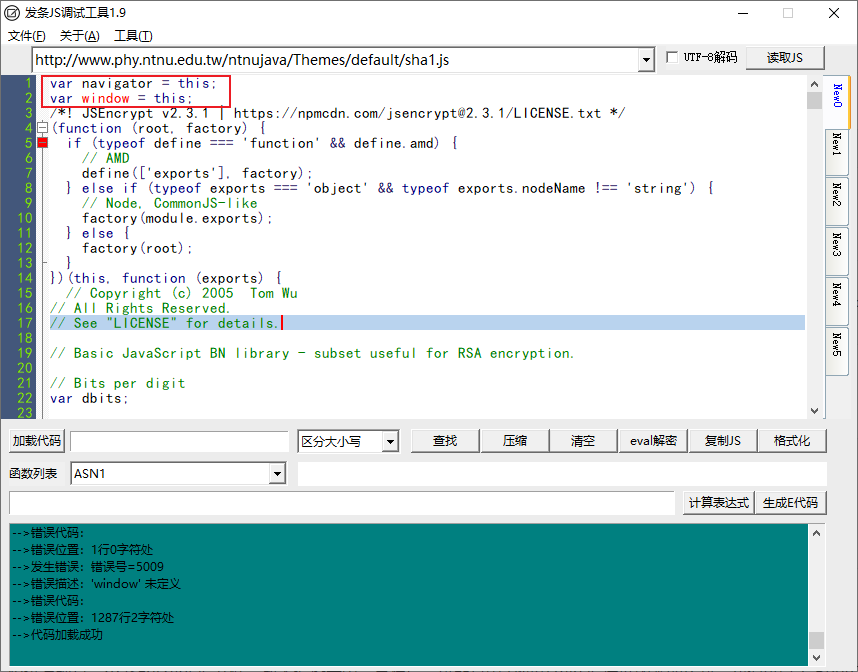 发条JS调试工具1.9
文件(F) 关于(A) 工具(T)
http://www.phy.ntnu.edu.tw/ntnujava/Themes/default/sha1.js UTF-8解码 读取JS
1 var navigator = this;
2 var window = this;
3 /*! JSEncrypt v2.3.1 | https://npmcdn.com/jsencrypt@2.3.1/LICENSE.txt */
4 (function (root, factory) {
5 if (typeof define === 'function' && define.amd) {
6 // AMD
7 define(['exports'], factory);
8 } else if (typeof exports === 'object' && typeof exports.nodeName !== 'string') {
9 // Node, CommonJS-like
10 factory(module.exports);
11 } else {
12 factory(root);
13 }
14 })(this, function (exports) {
15 // Copyright (c) 2005  Tom Wu
16 // All Rights Reserved.
17 // See "LICENSE" for details.
18
19 // Basic JavaScript BN library - subset useful for RSA encryption.
20
21 // Bits per digit
22 var dbits;
23
New0
New1
New2
New3
New4
New5
加载代码 区分大小写 查找 压缩 清空 eval解密 复制JS 格式化
函数列表 ASN1
计算表达式 生成E代码
-->错误代码:
-->错误位置：1行0字符处
-->发生错误：错误号=5009
-->错误描述：'window' 未定义
-->错误代码:
-->错误位置：1287行2字符处
-->代码加载成功